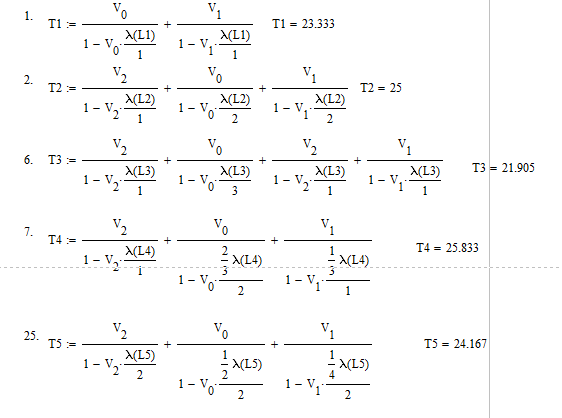 1. T1 := V0 / (1 − V0·λ(L1)/1) + V1 / (1 − V1·λ(L1)/1) T1 = 23.333
2. T2 := V2 / (1 − V2·λ(L2)/1) + V0 / (1 − V0·λ(L2)/2) + V1 / (1 − V1·λ(L2)/2) T2 = 25
6. T3 := V2 / (1 − V2·λ(L3)/1) + V0 / (1 − V0·λ(L3)/3) + V2 / (1 − V2·λ(L3)/1) + V1 / (1 − V1·λ(L3)/1) T3 = 21.905
7. T4 := V2 / (1 − V2·λ(L4)/1) + V0 / (1 − V0·(2/3 λ(L4))/2) + V1 / (1 − V1·(1/3 λ(L4))/1) T4 = 25.833
25. T5 := V2 / (1 − V2·λ(L5)/2) + V0 / (1 − V0·(1/2 λ(L5))/2) + V1 / (1 − V1·(1/4 λ(L5))/2) T5 = 24.167